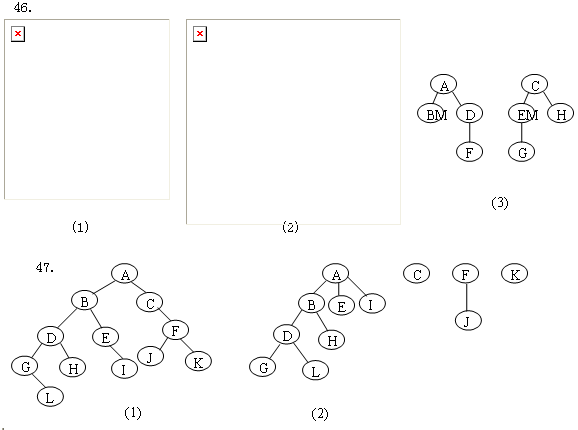 46.
A
C
BM
D
EM
H
F
G
(3)
(1)
(2)
47.
A
B
C
D
E
F
G
H
I
J
K
L
(1)
A
C
F
K
B
E
I
J
D
H
G
L
(2)